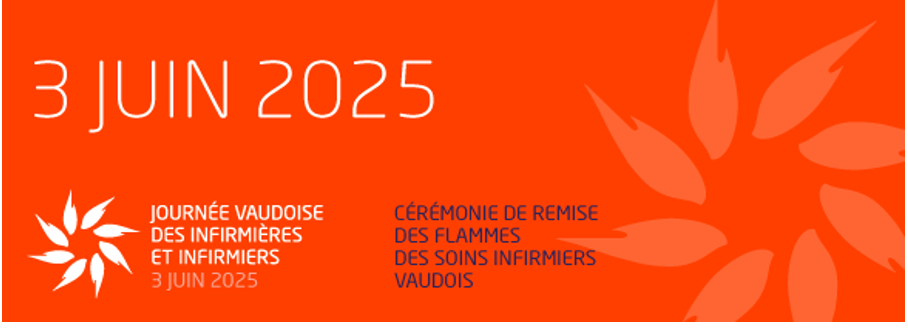 3 JUIN 2025
JOURNÉE VAUDOISE
DES INFIRMIÈRES
ET INFIRMIERS
3 JUIN 2025
CÉRÉMONIE DE REMISE
DES FLAMMES
DES SOINS INFIRMIERS
VAUDOIS